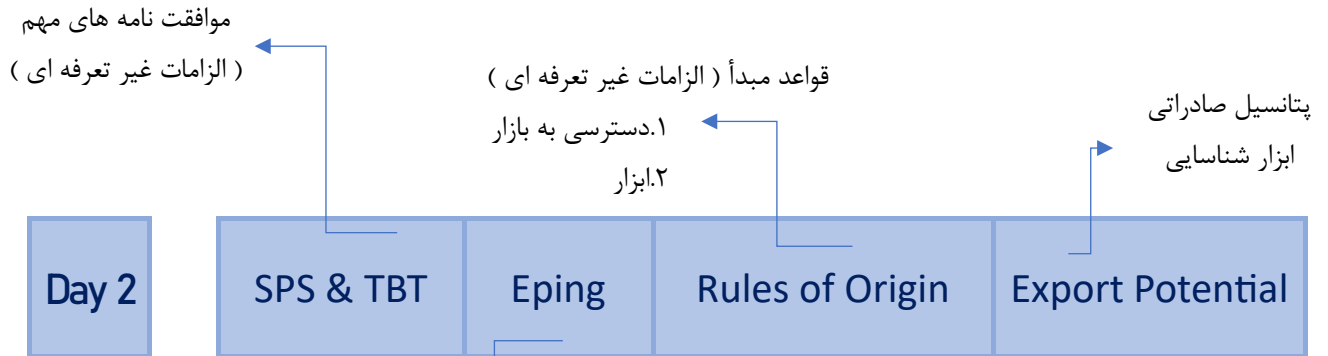 موافقت نامه های مهم
( الزامات غیر تعرفه ای )
قواعد مبدأ ( الزامات غیر تعرفه ای )
۱.دسترسی به بازار
۲.ابزار
پتانسیل صادراتی
ابزار شناسایی
Day 2
SPS & TBT
Eping
Rules of Origin
Export Potential